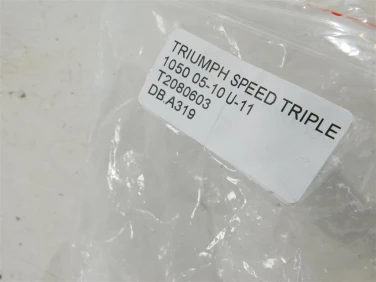 TRIUMPH SPEED TRIPLE
1050 05-10 U-11
T2080603
DB.A319